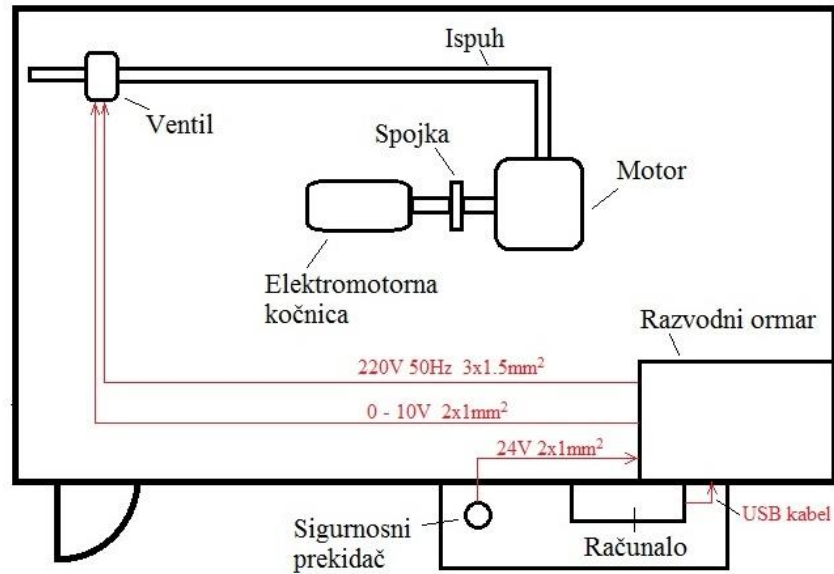 Ispuh
Ventil
Spojka
Motor
Elektromotorna
kočnica
Razvodni ormar
220V 50Hz 3x1.5mm²
0 - 10V 2x1mm²
24V 2x1mm²
Sigurnosni
prekidač
Računalo
USB kabel